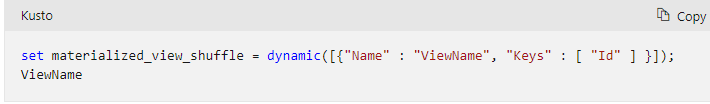 Kusto
Copy
set materialized_view_shuffle = dynamic([{"Name" : "ViewName", "Keys" : [ "Id" ] }]);
ViewName